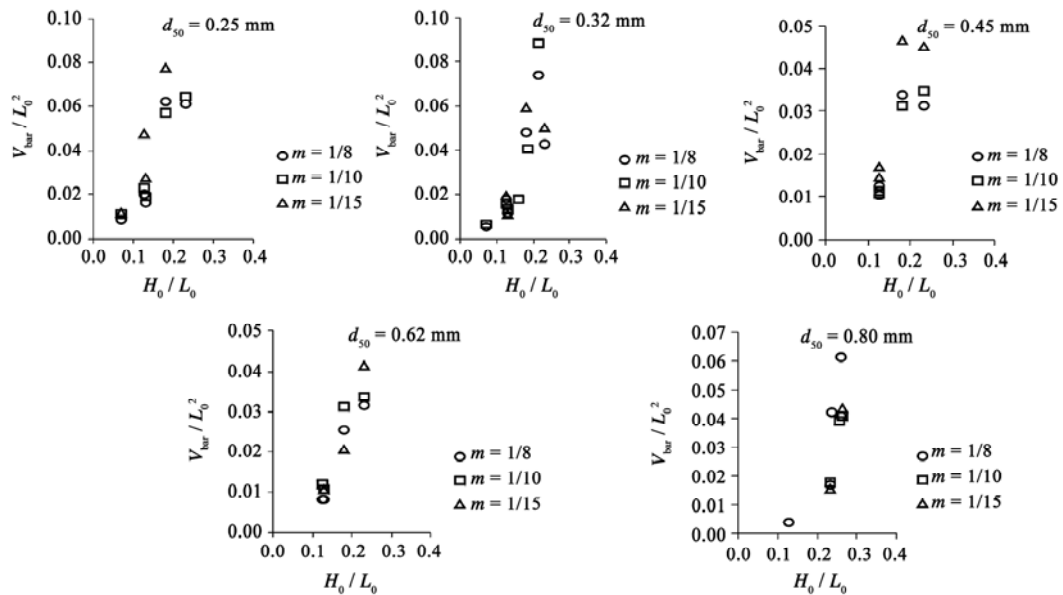 d50 = 0.25 mm
0.10
0.08
0.06
0.04
0.02
0.00
Vbar / L0²
m = 1/8
m = 1/10
m = 1/15
0.0 0.1 0.2 0.3 0.4
H0 / L0
d50 = 0.32 mm
0.10
0.08
0.06
0.04
0.02
0.00
Vbar / L0²
m = 1/8
m = 1/10
m = 1/15
0.0 0.1 0.2 0.3 0.4
H0 / L0
d50 = 0.45 mm
0.05
0.04
0.03
0.02
0.01
0.00
Vbar / L0²
m = 1/8
m = 1/10
m = 1/15
0.0 0.1 0.2 0.3 0.4
H0 / L0
d50 = 0.62 mm
0.05
0.04
0.03
0.02
0.01
0.00
Vbar / L0²
m = 1/8
m = 1/10
m = 1/15
0.0 0.1 0.2 0.3 0.4
H0 / L0
d50 = 0.80 mm
0.07
0.06
0.05
0.04
0.03
0.02
0.01
0.00
Vbar / L0²
m = 1/8
m = 1/10
m = 1/15
0.0 0.1 0.2 0.3 0.4
H0 / L0